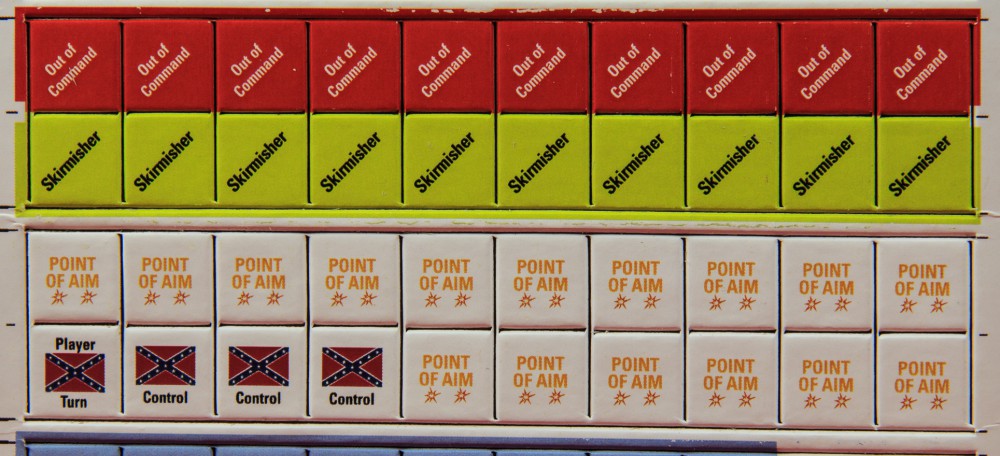 Out of Out of Out of Out of Out of Out of Out of Out of Out of Out of
Command Command Command Command Command Command Command Command Command Command
Skirmisher Skirmisher Skirmisher Skirmisher Skirmisher Skirmisher Skirmisher Skirmisher Skirmisher Skirmisher
POINT POINT POINT POINT POINT POINT POINT POINT POINT POINT
OF AIM OF AIM OF AIM OF AIM OF AIM OF AIM OF AIM OF AIM OF AIM OF AIM
Player
Turn
Control
Control
Control
POINT POINT POINT POINT POINT POINT
OF AIM OF AIM OF AIM OF AIM OF AIM OF AIM